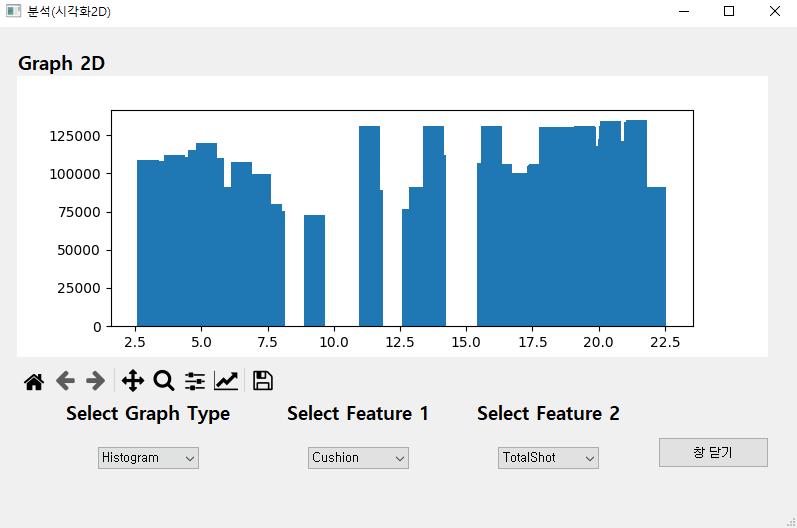 분석(시각화2D)
Graph 2D
125000
100000
75000
50000
25000
0
2.5 5.0 7.5 10.0 12.5 15.0 17.5 20.0 22.5
Select Graph Type Select Feature 1 Select Feature 2
Histogram Cushion TotalShot 창 닫기